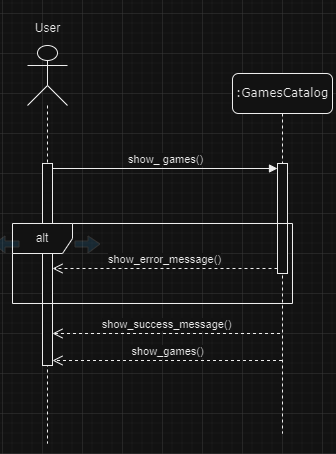 User
:GamesCatalog
show_ games()
alt
show_error_message()
show_success_message()
show_games()